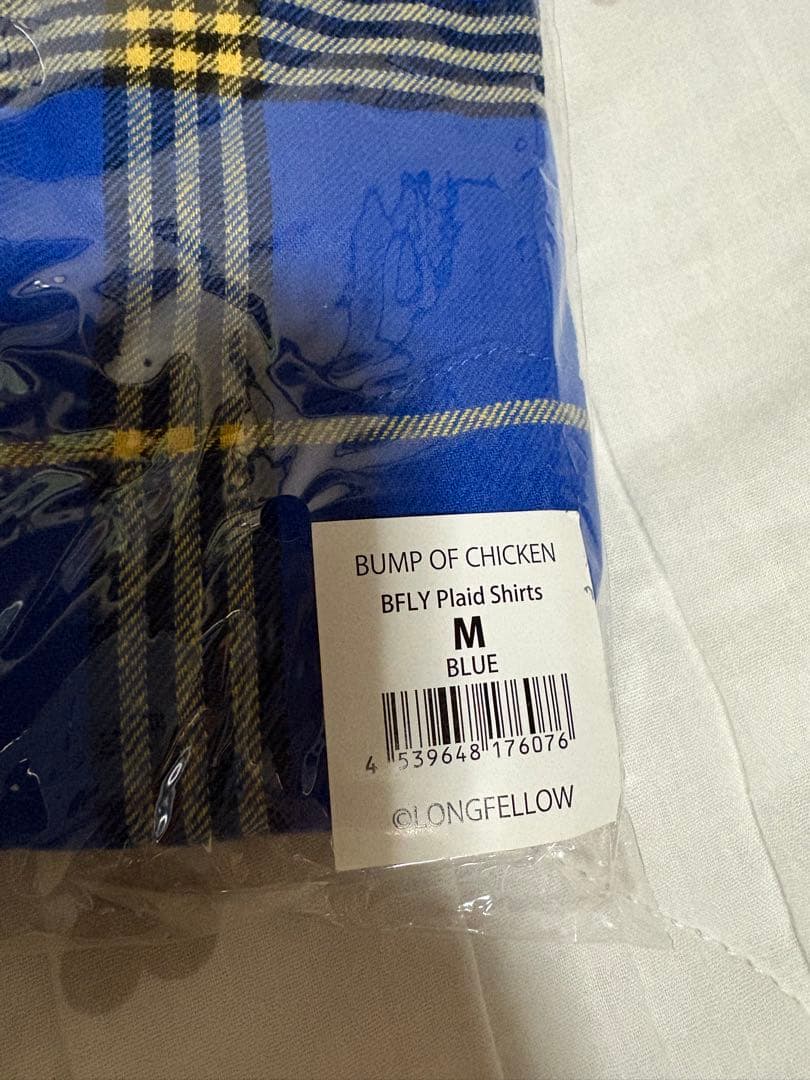 BUMP OF CHICKEN
BFLY Plaid Shirts
M
BLUE
4 539648 176076
©LONGFELLOW